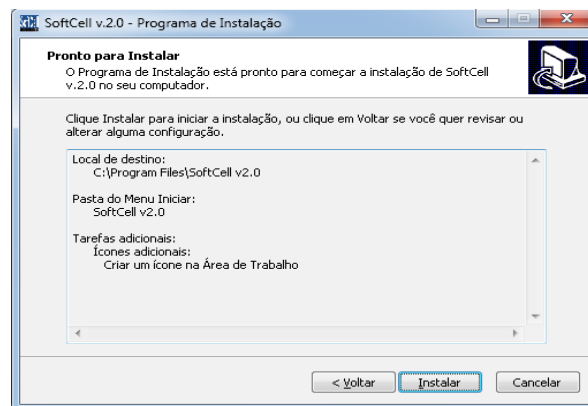 SoftCell v.2.0 - Programa de Instalação
Pronto para Instalar
O Programa de Instalação está pronto para começar a instalação de SoftCell
v.2.0 no seu computador.
Clique Instalar para iniciar a instalação, ou clique em Voltar se você quer revisar ou
alterar alguma configuração.
Local de destino:
C:\Program Files\SoftCell v2.0
Pasta do Menu Iniciar:
SoftCell v2.0
Tarefas adicionais:
Ícones adicionais:
Criar um ícone na Área de Trabalho
< Voltar
Instalar
Cancelar